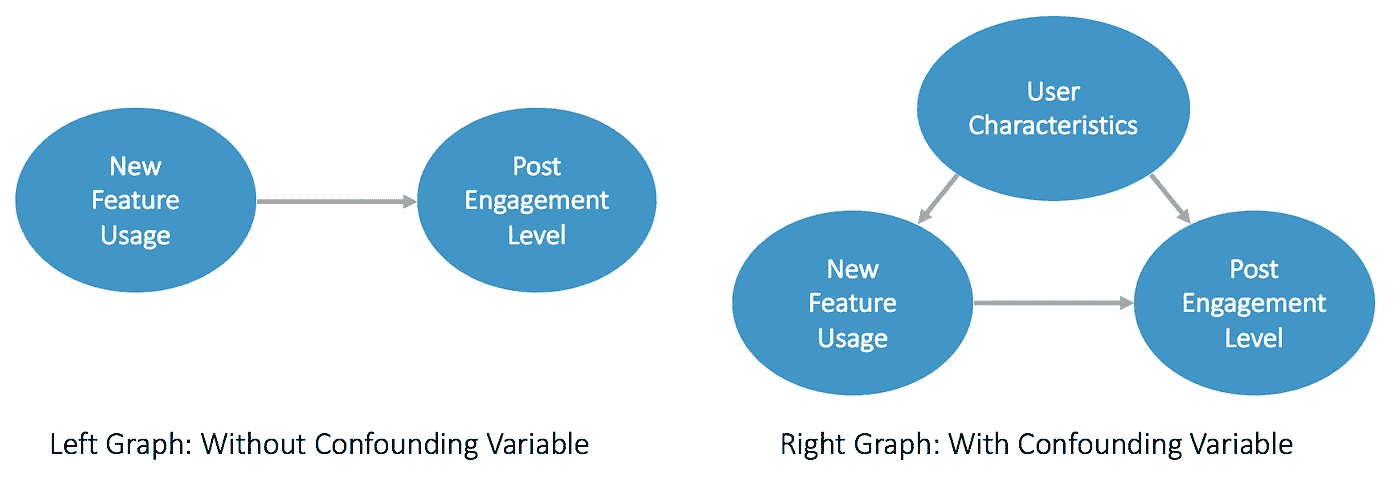 New
Feature
Usage
Post
Engagement
Level
User
Characteristics
New
Feature
Usage
Post
Engagement
Level
Left Graph: Without Confounding Variable
Right Graph: With Confounding Variable